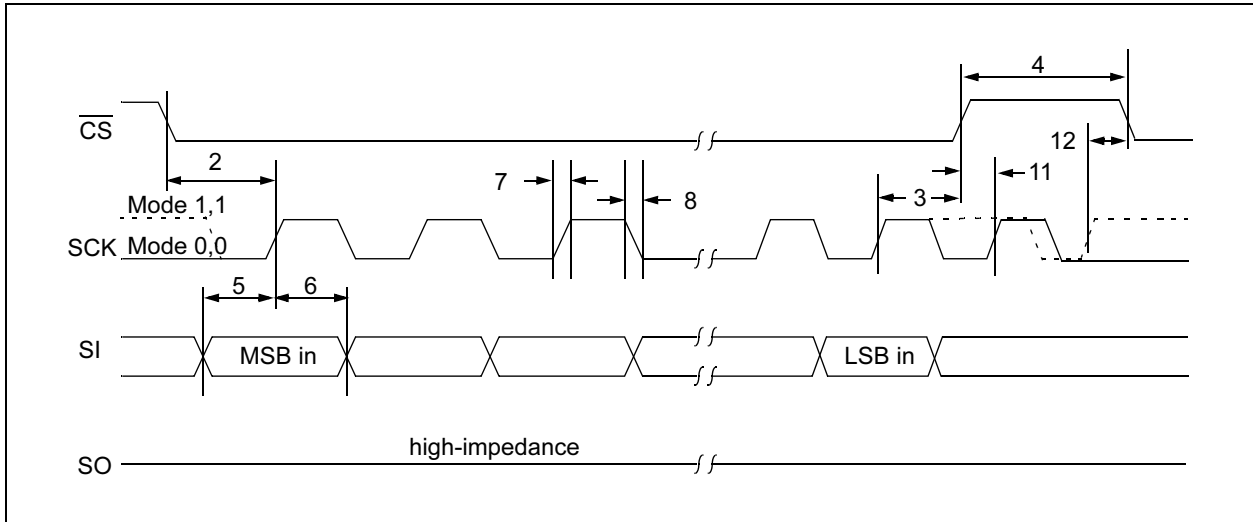 4
CS
12
2
11
7
3
8
Mode 1,1
SCK Mode 0,0
5
6
SI
MSB in
LSB in
high-impedance
SO